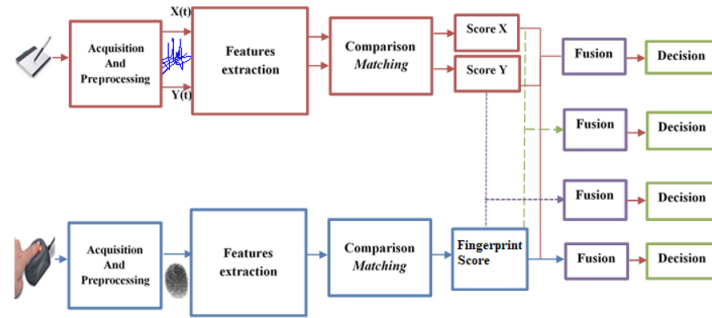 X(t)
Acquisition
And
Preprocessing
Y(t)
Features
extraction
Comparison
Matching
Score X
Score Y
Fusion
Decision
Fusion
Decision
Fusion
Decision
Acquisition
And
Preprocessing
Features
extraction
Comparison
Matching
Fingerprint
Score
Fusion
Decision